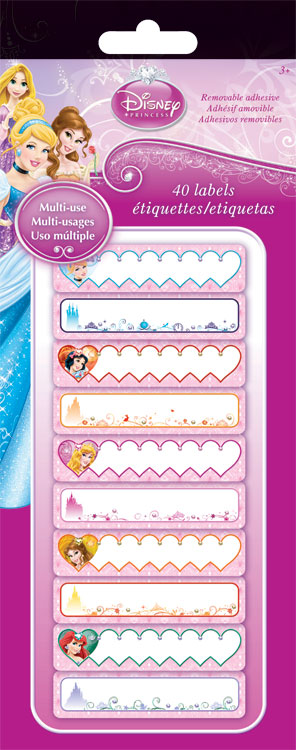 DISNEY
PRINCESS
3+
Removable adhesive
Adhésif amovible
Adhesivos removibles
40 labels
étiquettes/etiquetas
Multi-use
Multi-usages
Uso múltiple